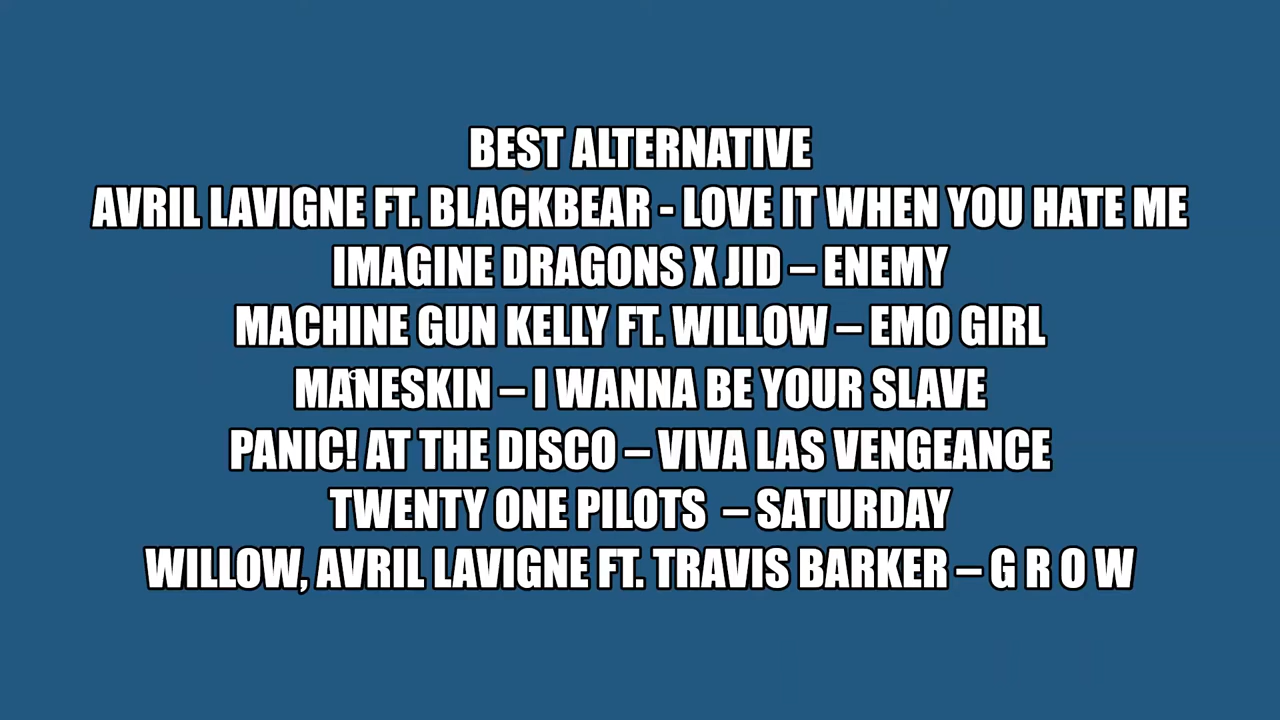 BEST ALTERNATIVE
AVRIL LAVIGNE FT. BLACKBEAR - LOVE IT WHEN YOU HATE ME
IMAGINE DRAGONS X JID – ENEMY
MACHINE GUN KELLY FT. WILLOW – EMO GIRL
MÅNESKIN – I WANNA BE YOUR SLAVE
PANIC! AT THE DISCO – VIVA LAS VENGEANCE
TWENTY ONE PILOTS – SATURDAY
WILLOW, AVRIL LAVIGNE FT. TRAVIS BARKER – G R O W